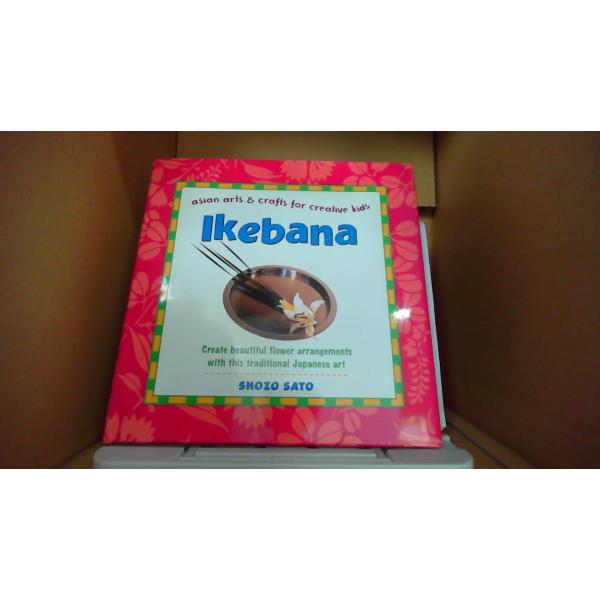 asian arts & crafts for creative kids
Ikebana
Create beautiful flower arrangements
with this traditional Japanese art
SHOZO SATO